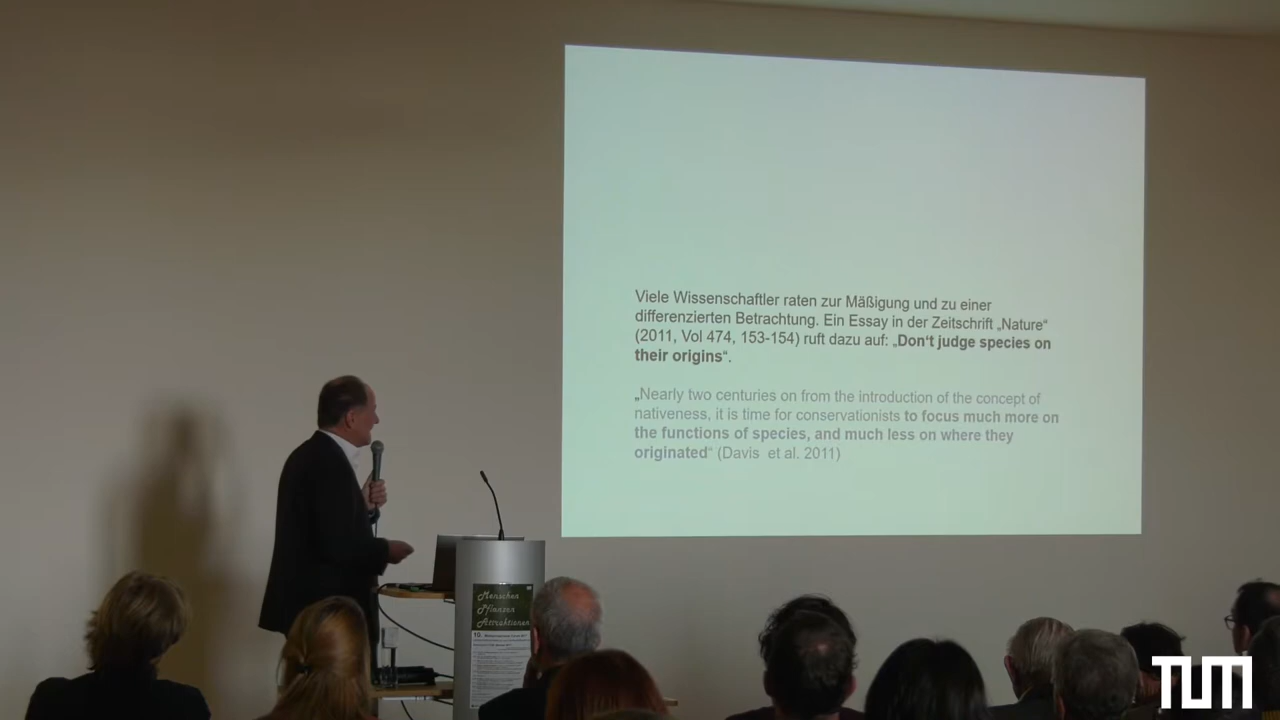 Viele Wissenschaftler raten zur Mäßigung und zu einer
differenzierten Betrachtung. Ein Essay in der Zeitschrift „Nature“
(2011, Vol 474, 153-154) ruft dazu auf: „Don‘t judge species on
their origins“.
„Nearly two centuries on from the introduction of the concept of
nativeness, it is time for conservationists to focus much more on
the functions of species, and much less on where they
originated“ (Davis et al. 2011)
Menschen
Pflanzen
Attraktionen
TUM